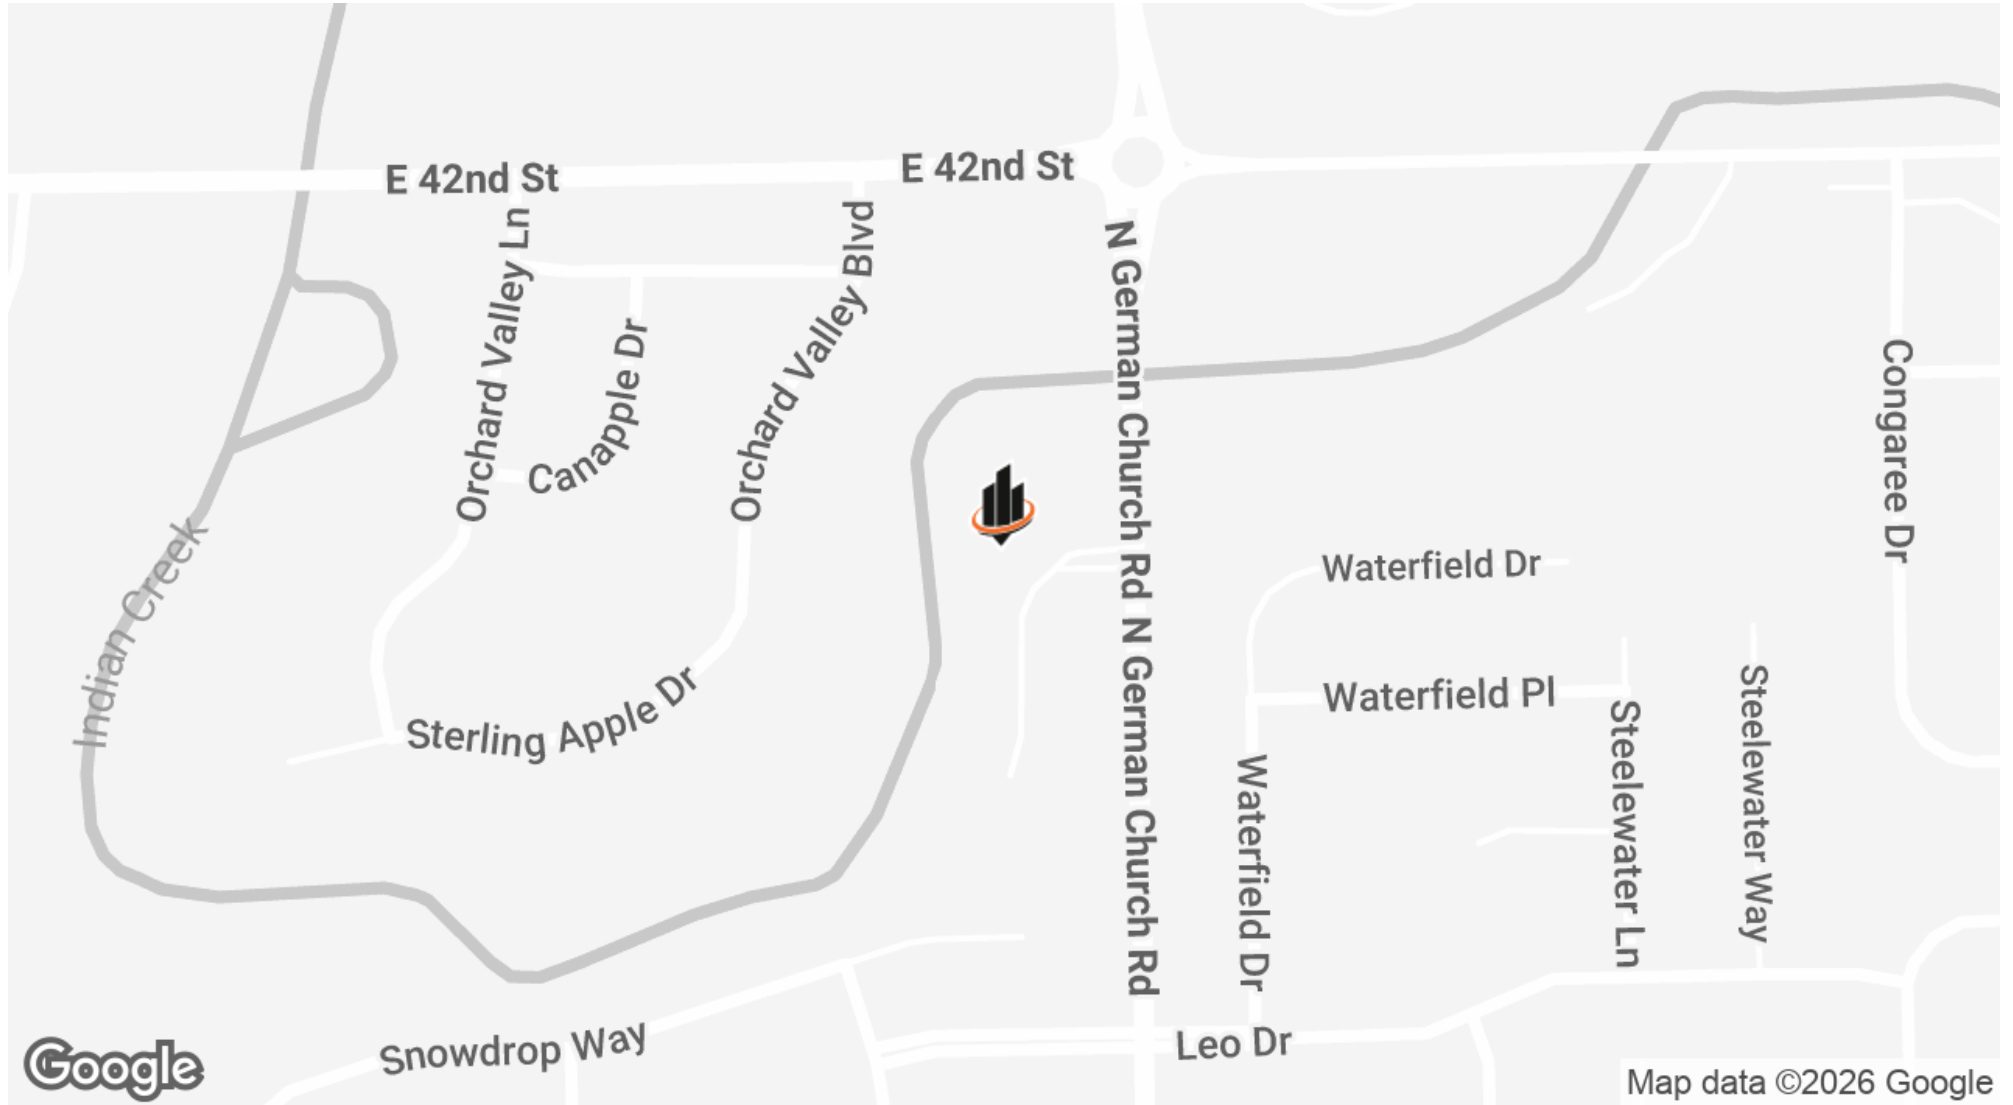 E 42nd St
E 42nd St
Orchard Valley Ln
Orchard Valley Blvd
N German Church Rd
Canapple Dr
Congaree Dr
Indian Creek
Waterfield Dr
N German Church Rd
Waterfield Pl
Sterling Apple Dr
Steelewater Ln
Steelewater Way
Waterfield Dr
Snowdrop Way
Leo Dr
Google
Map data ©2026 Google